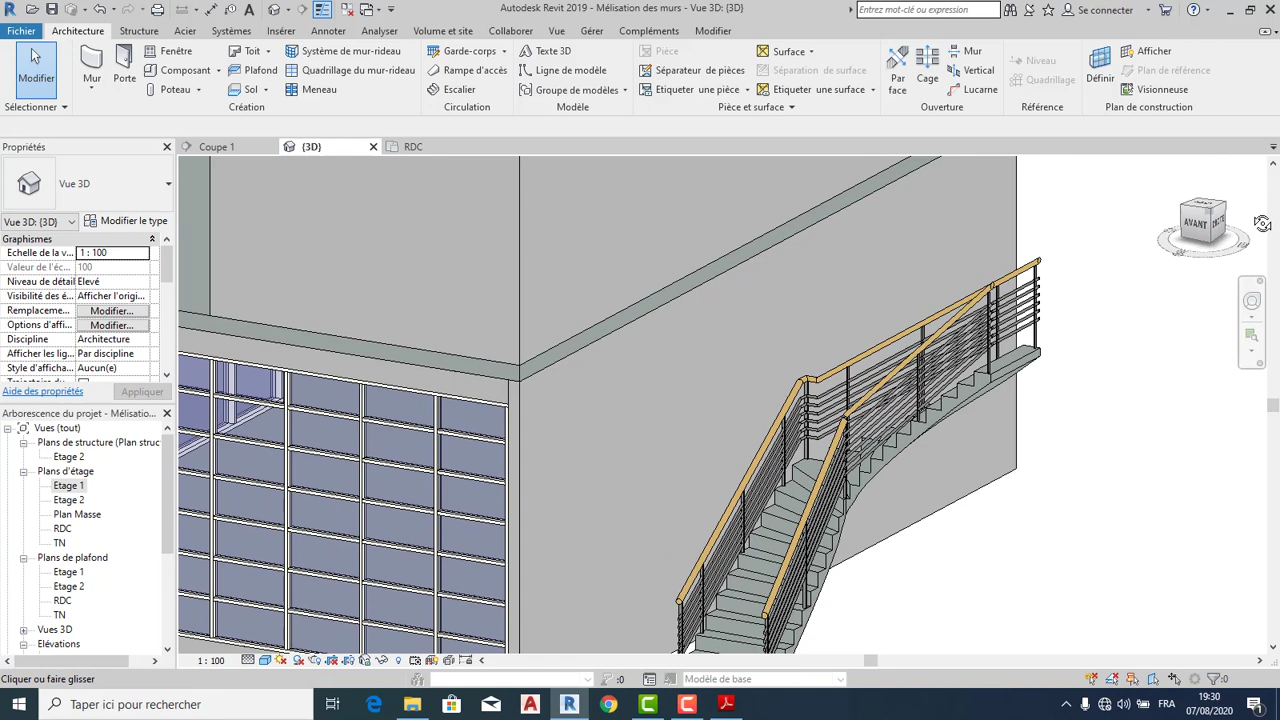 Autodesk Revit 2019 - Mélisation des murs - Vue 3D: {3D}
Entrez mot-clé ou expression
Se connecter
Fichier Architecture Structure Acier Systèmes Insérer Annoter Analyser Volume et site Collaborer Vue Gérer Compléments Modifier
Modifier
Sélectionner
Mur
Porte
Fenêtre
Composant
Poteau
Toit
Plafond
Sol
Système de mur-rideau
Quadrillage du mur-rideau
Meneau
Création
Garde-corps
Rampe d'accès
Escalier
Circulation
Texte 3D
Ligne de modèle
Groupe de modèles
Modèle
Pièce
Séparateur de pièces
Etiqueter une pièce
Surface
Séparation de surface
Etiqueter une surface
Pièce et surface
Par face
Cage
Mur
Vertical
Lucarne
Ouverture
Niveau
Quadrillage
Référence
Définir
Afficher
Plan de référence
Visionneuse
Plan de construction
Propriétés
Coupe 1
{3D}
RDC
Vue 3D
Vue 3D: {3D}
Modifier le type
Graphismes
Echelle de la v... 1 : 100
Valeur de l'éc... 100
Niveau de détail Elevé
Visibilité des é... Afficher l'origi...
Remplaceme... Modifier...
Options d'affi... Modifier...
Discipline Architecture
Afficher les lig... Par discipline
Style d'afficha... Aucun(e)
Aide des propriétés Appliquer
Arborescence du projet - Mélisatio...
Vues (tout)
Plans de structure (Plan struc
Etage 2
Plans d'étage
Etage 1
Etage 2
Plan Masse
RDC
TN
Plans de plafond
Etage 1
Etage 2
RDC
TN
Vues 3D
Elévations
AVANT
1 : 100
Cliquer ou faire glisser
:0
Modèle de base
:0
Taper ici pour rechercher
FRA
19:30
07/08/2020